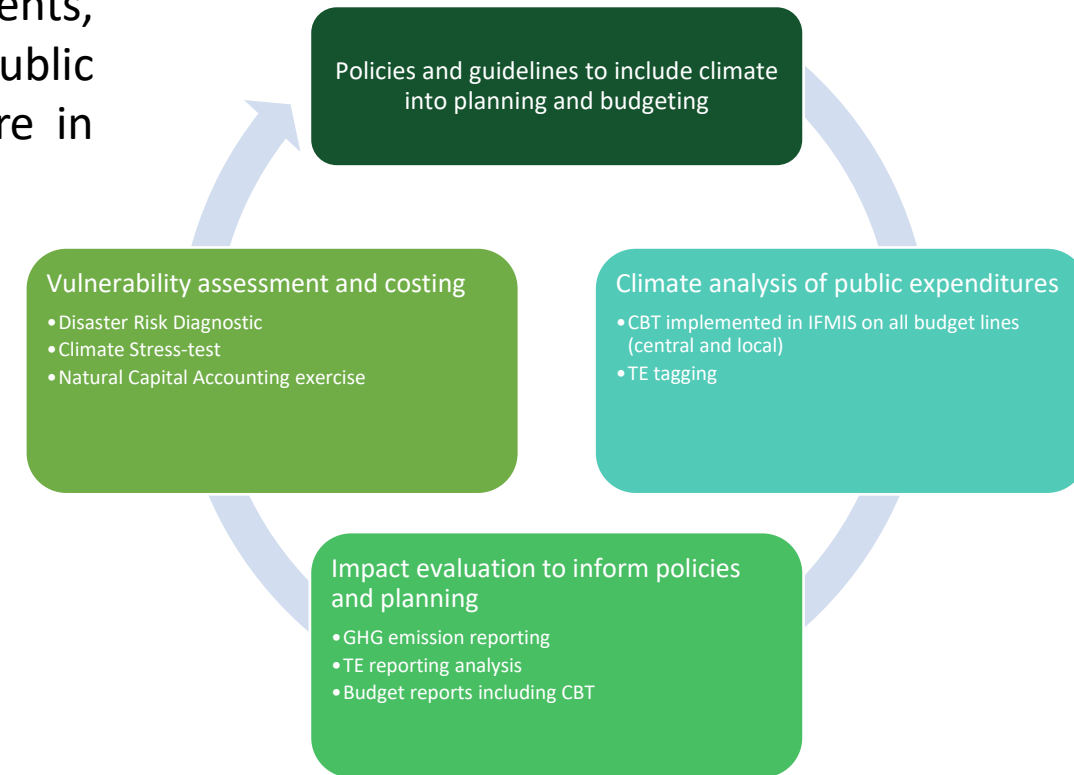 ents,
ublic
re in
Policies and guidelines to include climate
into planning and budgeting
Vulnerability assessment and costing
•Disaster Risk Diagnostic
•Climate Stress-test
•Natural Capital Accounting exercise
Climate analysis of public expenditures
•CBT implemented in IFMIS on all budget lines
(central and local)
•TE tagging
Impact evaluation to inform policies
and planning
•GHG emission reporting
•TE reporting analysis
•Budget reports including CBT